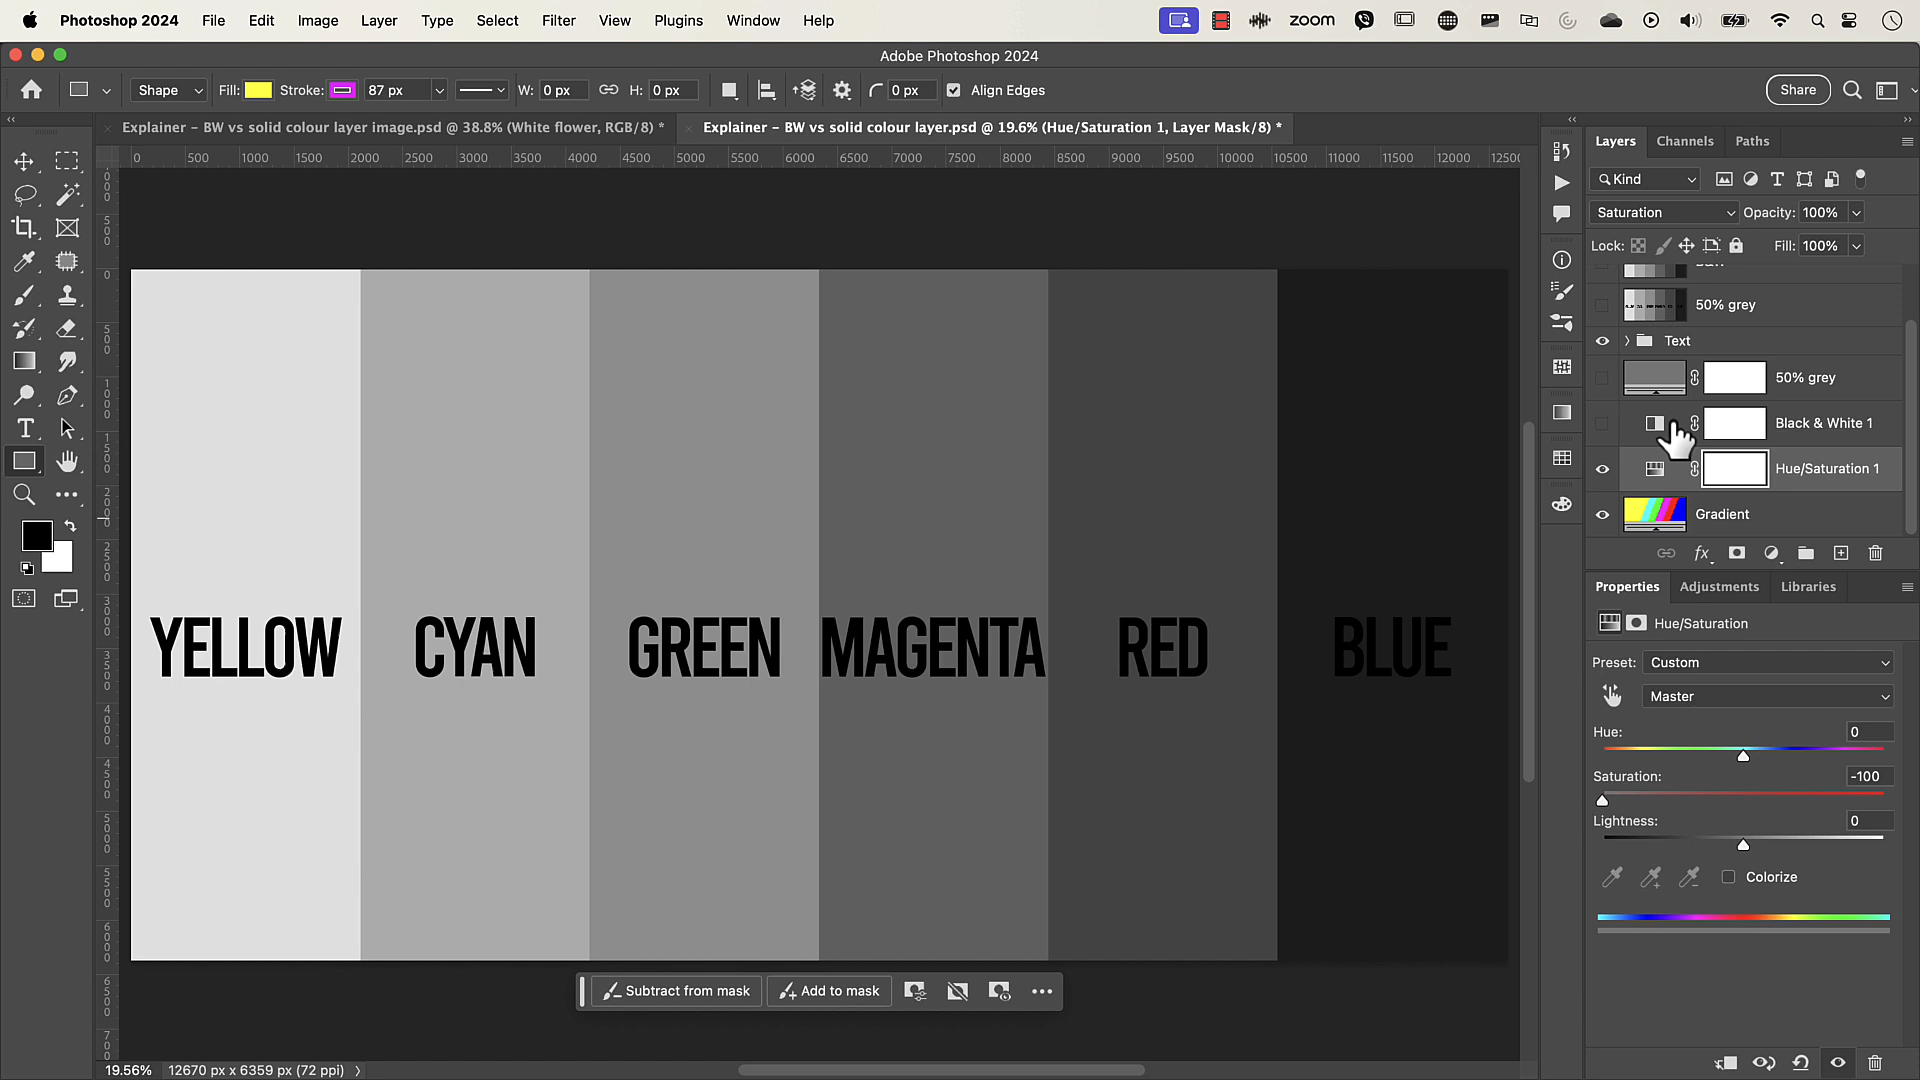 Photoshop 2024 File Edit Image Layer Type Select Filter View Plugins Window Help zoom
Adobe Photoshop 2024
Shape Fill: Stroke: 87 px W: 0 px H: 0 px 0 px Align Edges Share
Explainer - BW vs solid colour layer image.psd @ 38.8% (White flower, RGB/8) * Explainer - BW vs solid colour layer.psd @ 19.6% (Hue/Saturation 1, Layer Mask/8) *
0 500 1000 1500 2000 2500 3000 3500 4000 4500 5000 5500 6000 6500 7000 7500 8000 8500 9000 9500 10000 10500 11000 11500 12000
Layers Channels Paths
Kind
Saturation Opacity: 100%
Lock: Fill: 100%
50% grey
Text
50% grey
Black & White 1
Hue/Saturation 1
Gradient
fx
YELLOW CYAN GREEN MAGENTA RED BLUE
Properties Adjustments Libraries
Hue/Saturation
Preset: Custom
Master
Hue: 0
Saturation: -100
Lightness: 0
Colorize
Subtract from mask Add to mask
19.56% 12670 px x 6359 px (72 ppi)